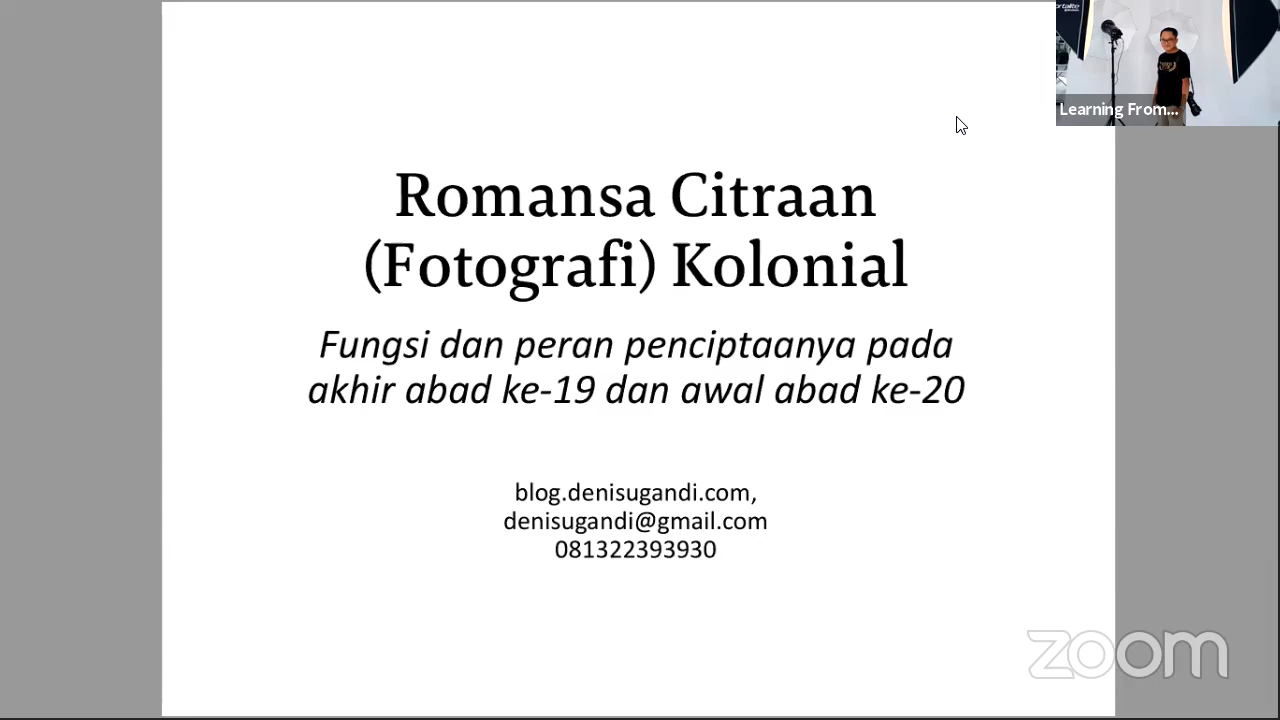 Romansa Citraan
(Fotografi) Kolonial
Fungsi dan peran penciptaanya pada
akhir abad ke-19 dan awal abad ke-20
blog.denisugandi.com,
denisugandi@gmail.com
081322393930
Learning From...
zoom